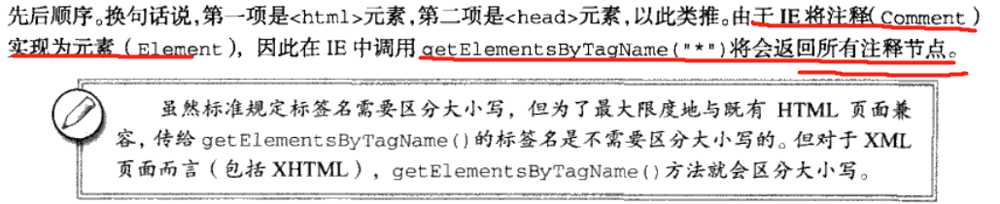 先后顺序。换句话说，第一项是<html>元素，第二项是<head>元素，以此类推。由于 IE 将注释（Comment）
实现为元素（Element），因此在 IE 中调用 getElementsByTagName("*")将会返回所有注释节点。
虽然标准规定标签名需要区分大小写，但为了最大限度地与既有 HTML 页面兼
容，传给 getElementsByTagName()的标签名是不需要区分大小写的。但对于 XML
页面而言（包括 XHTML），getElementsByTagName()方法就会区分大小写。